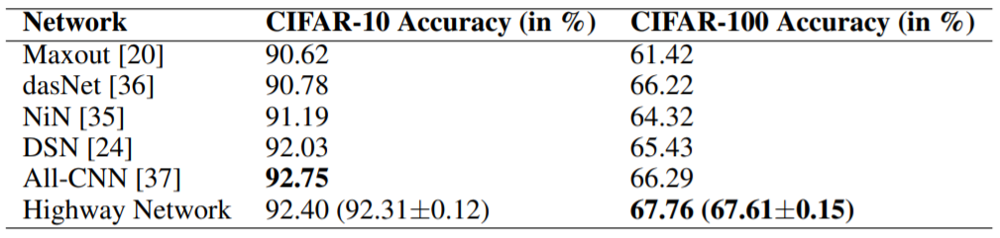 Network CIFAR-10 Accuracy (in %) CIFAR-100 Accuracy (in %)
Maxout [20] 90.62 61.42
dasNet [36] 90.78 66.22
NiN [35] 91.19 64.32
DSN [24] 92.03 65.43
All-CNN [37] 92.75 66.29
Highway Network 92.40 (92.31±0.12) 67.76 (67.61±0.15)